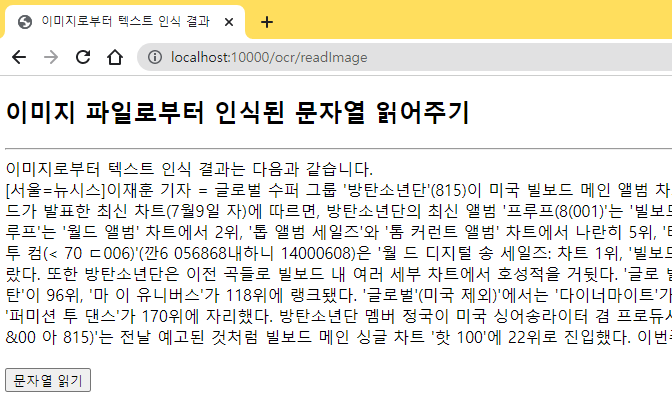 이미지로부터 텍스트 인식 결과
localhost:10000/ocr/readImage
이미지 파일로부터 인식된 문자열 읽어주기
이미지로부터 텍스트 인식 결과는 다음과 같습니다.
[서울=뉴시스]이재훈 기자 = 글로벌 수퍼 그룹 '방탄소년단'(815)이 미국 빌보드 메인 앨범 차
드가 발표한 최신 차트(7월9일 자)에 따르면, 방탄소년단의 최신 앨범 '프루프(8(001)'는 '빌보
루프'는 '월드 앨범' 차트에서 2위, '톱 앨범 세일즈'와 '톱 커런트 앨범' 차트에서 나란히 5위,
투 컴(< 70 ㄷ006)'(깐6 056868내하니 14000608)은 '월 드 디지털 송 세일즈: 차트 1위, '빌보
랐다. 또한 방탄소년단은 이전 곡들로 빌보드 내 여러 세부 차트에서 호성적을 거뒀다. '글로 벌
탄'이 96위, '마 이 유니버스'가 118위에 랭크됐다. '글로벌'(미국 제외)'에서는 '다이너마이트'가
'퍼미션 투 댄스'가 170위에 자리했다. 방탄소년단 멤버 정국이 미국 싱어송라이터 겸 프로듀서
&00 아 815)'는 전날 예고된 것처럼 빌보드 메인 싱글 차트 '핫 100'에 22위로 진입했다. 이번주
문자열 읽기